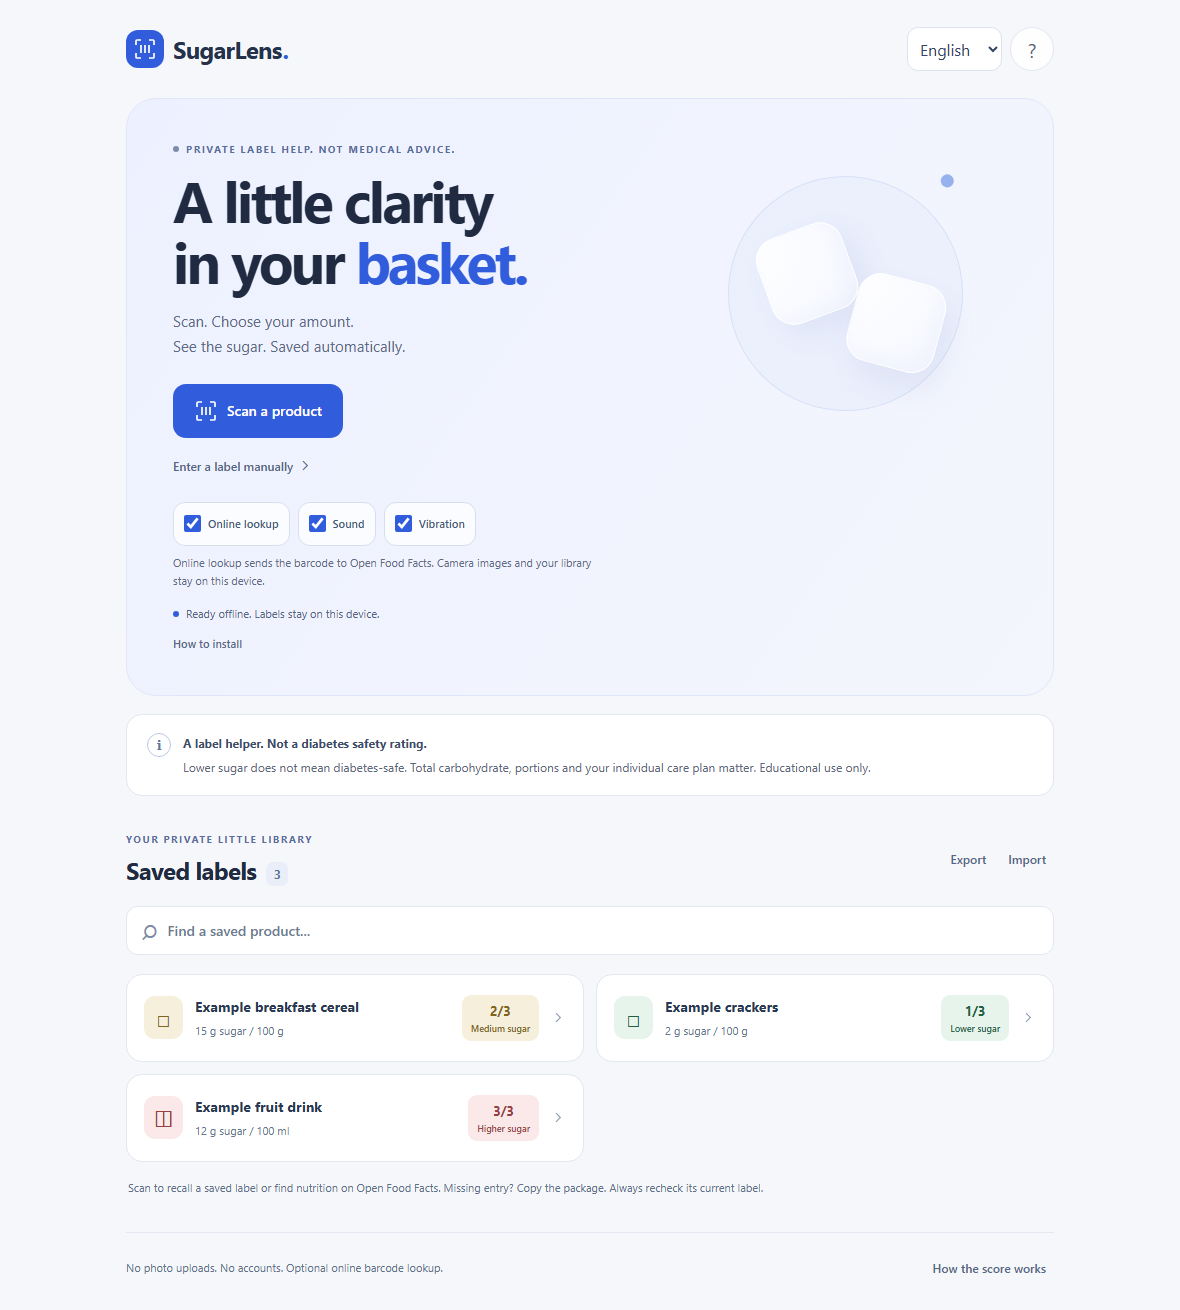 SugarLens.
English
?
PRIVATE LABEL HELP. NOT MEDICAL ADVICE.
A little clarity
in your basket.
Scan. Choose your amount.
See the sugar. Saved automatically.
Scan a product
Enter a label manually
Online lookup
Sound
Vibration
Online lookup sends the barcode to Open Food Facts. Camera images and your library
stay on this device.
Ready offline. Labels stay on this device.
How to install
i
A label helper. Not a diabetes safety rating.
Lower sugar does not mean diabetes-safe. Total carbohydrate, portions and your individual care plan matter. Educational use only.
YOUR PRIVATE LITTLE LIBRARY
Saved labels 3
Export
Import
Find a saved product...
Example breakfast cereal
15 g sugar / 100 g
2/3
Medium sugar
Example crackers
2 g sugar / 100 g
1/3
Lower sugar
Example fruit drink
12 g sugar / 100 ml
3/3
Higher sugar
Scan to recall a saved label or find nutrition on Open Food Facts. Missing entry? Copy the package. Always recheck its current label.
No photo uploads. No accounts. Optional online barcode lookup.
How the score works